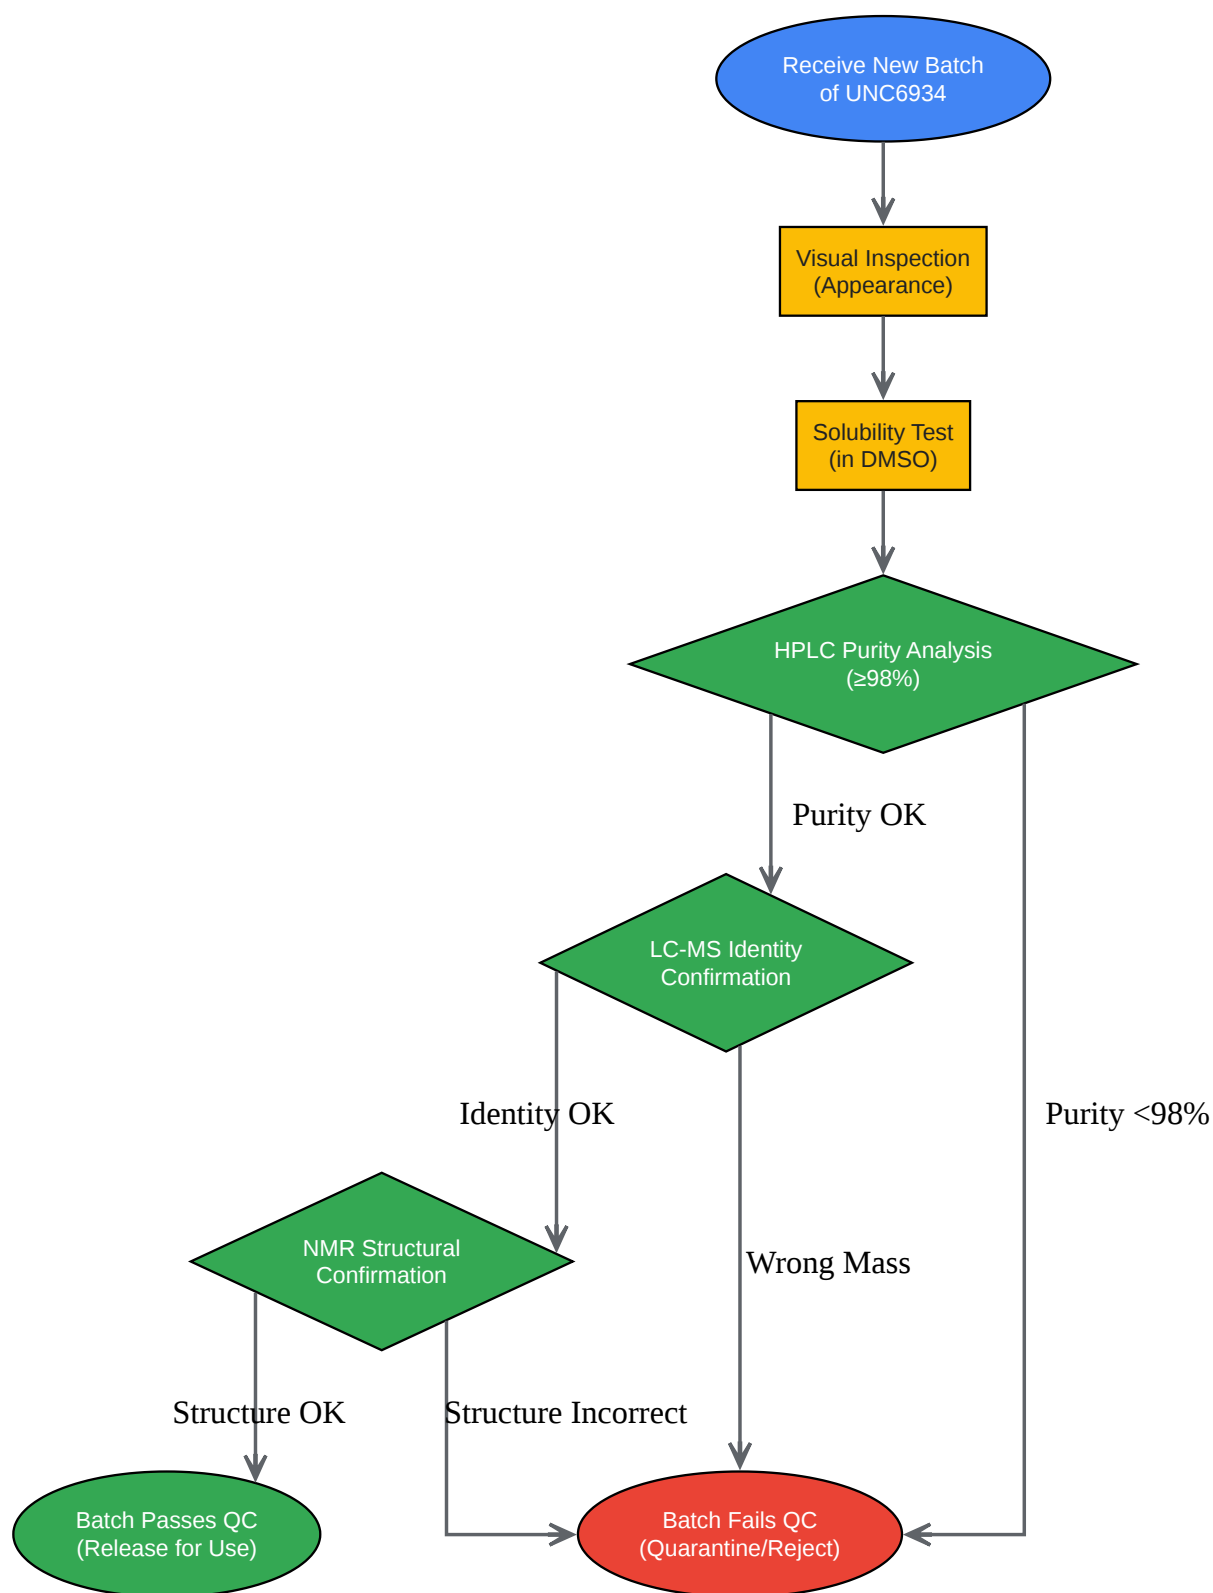 Receive New Batch
of UNC6934
Visual Inspection
(Appearance)
Solubility Test
(in DMSO)
HPLC Purity Analysis
(≥98%)
Purity OK
LC-MS Identity
Confirmation
Identity OK
Purity <98%
NMR Structural
Confirmation
Wrong Mass
Structure OK
Structure Incorrect
Batch Passes QC
(Release for Use)
Batch Fails QC
(Quarantine/Reject)